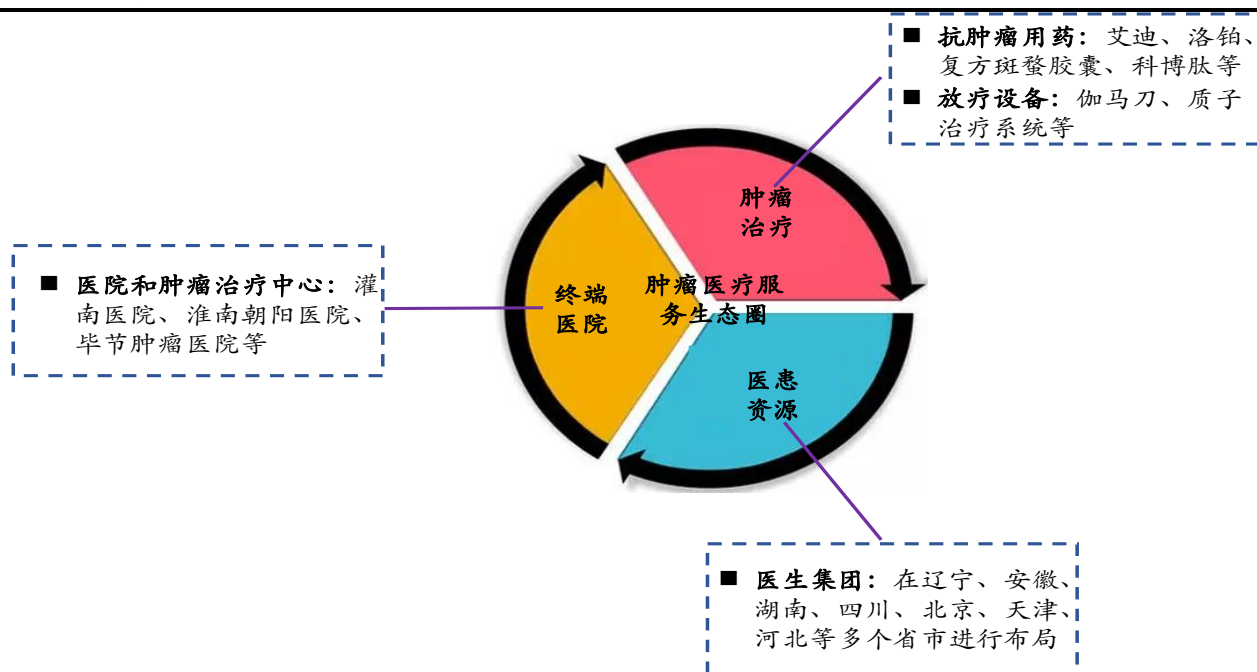 ■ 抗肿瘤用药：艾迪、洛铂、
复方斑蝥胶囊、科博肽等
■ 放疗设备：伽马刀、质子
治疗系统等
肿瘤
治疗
■ 医院和肿瘤治疗中心：灌
南医院、淮南朝阳医院、
毕节肿瘤医院等
终端
医院
肿瘤医疗服
务生态圈
医患
资源
■ 医生集团：在辽宁、安徽、
湖南、四川、北京、天津、
河北等多个省市进行布局